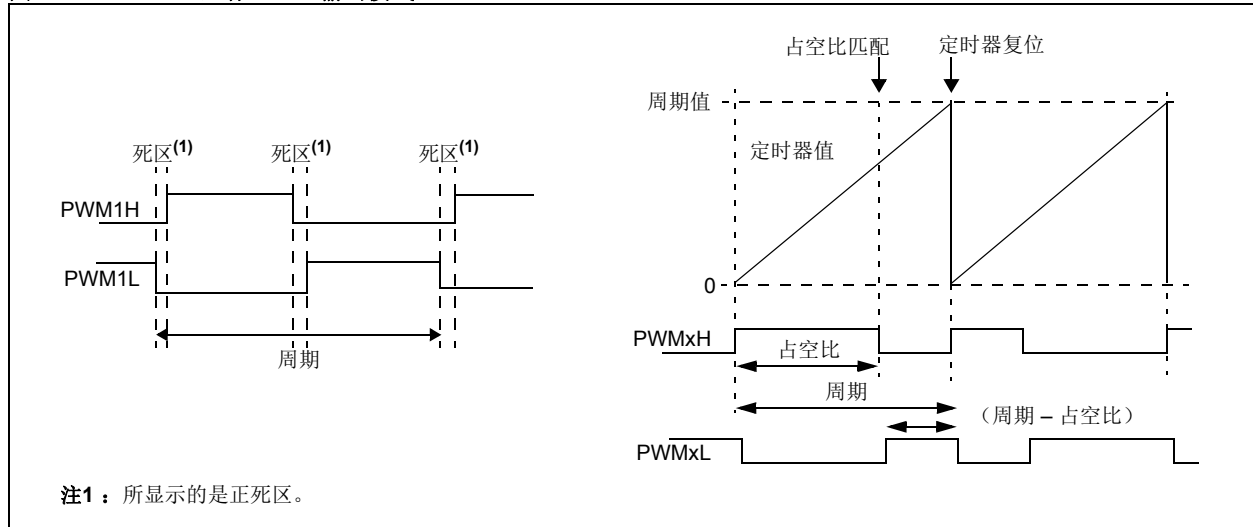 死区(1) 死区(1) 死区(1)
PWM1H
PWM1L
周期
占空比匹配 定时器复位
周期值
定时器值
0
PWMxH
占空比
周期
(周期 – 占空比)
PWMxL
注1 ：所显示的是正死区。